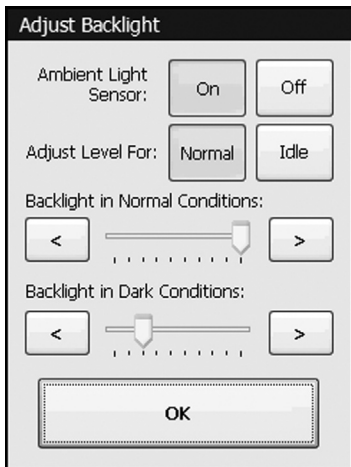 Adjust Backlight
Ambient Light
Sensor:
On
Off
Adjust Level For:
Normal
Idle
Backlight in Normal Conditions:
<
>
Backlight in Dark Conditions:
<
>
OK